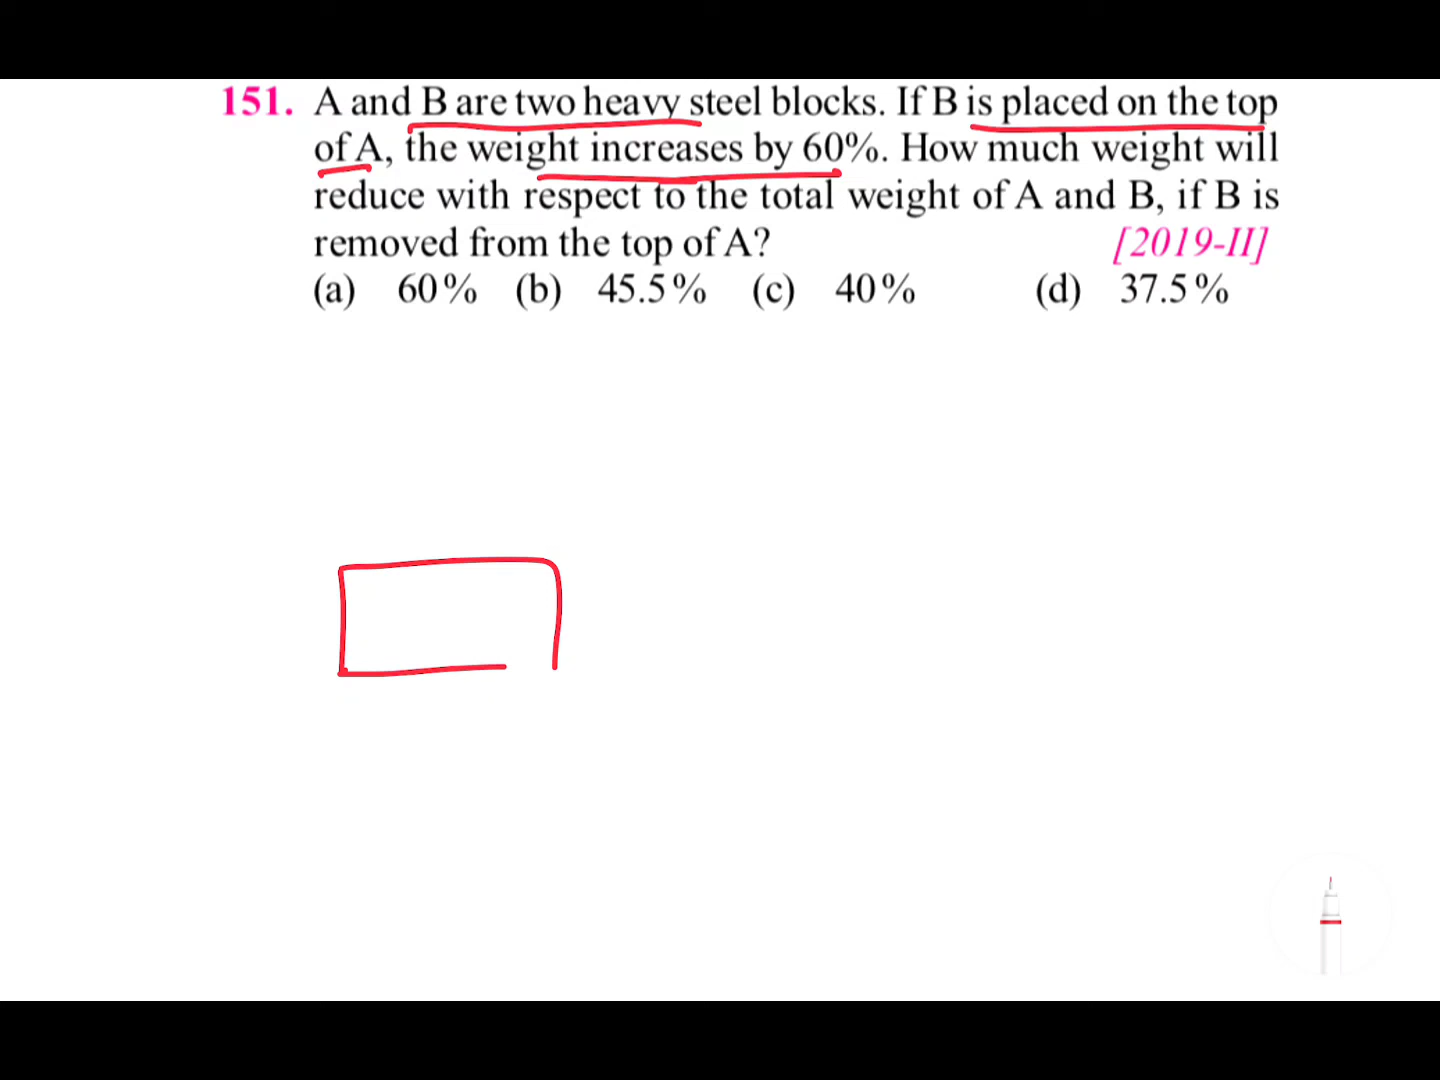 151. A and B are two heavy steel blocks. If B is placed on the top
of A, the weight increases by 60%. How much weight will
reduce with respect to the total weight of A and B, if B is
removed from the top of A? [2019-II]
(a) 60% (b) 45.5% (c) 40% (d) 37.5%